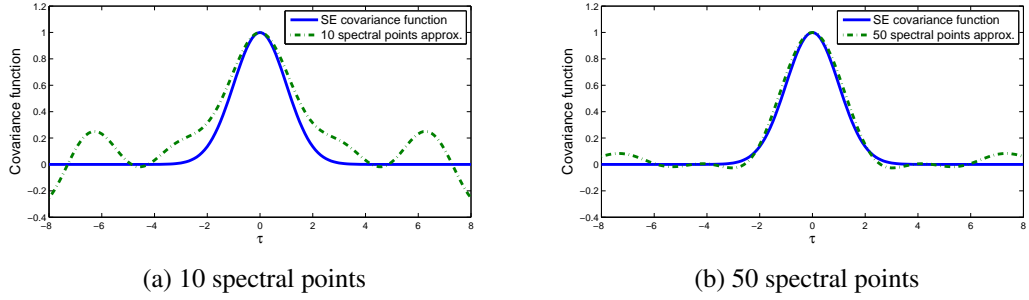 1.2
1
0.8
0.6
0.4
0.2
0
−0.2
−0.4
Covariance function
SE covariance function
10 spectral points approx.
−8 −6 −4 −2 0 2 4 6 8
τ
(a) 10 spectral points
1.2
1
0.8
0.6
0.4
0.2
0
−0.2
−0.4
Covariance function
SE covariance function
50 spectral points approx.
−8 −6 −4 −2 0 2 4 6 8
τ
(b) 50 spectral points